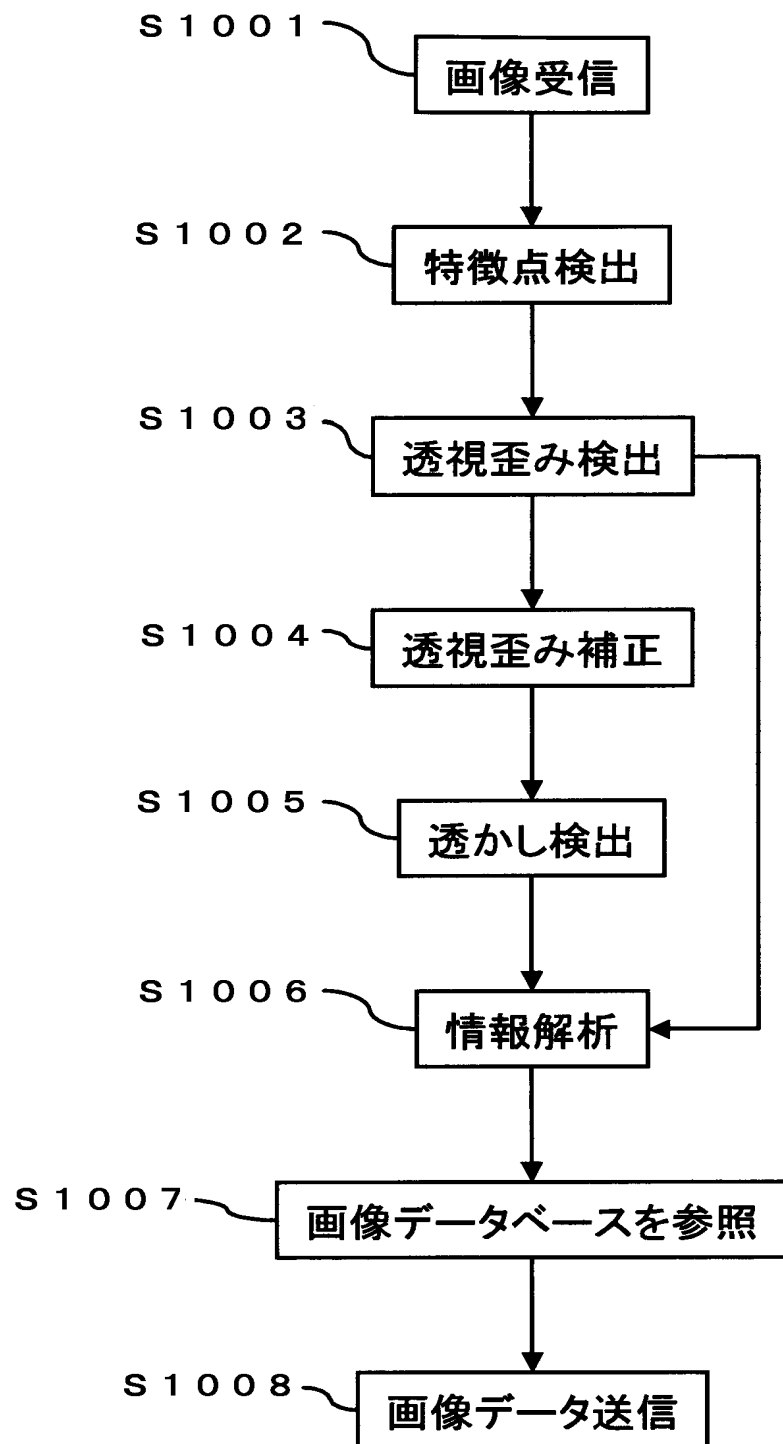 S1001
画像受信
S1002
特徴点検出
S1003
透視歪み検出
S1004
透視歪み補正
S1005
透かし検出
S1006
情報解析
S1007
画像データベースを参照
S1008
画像データ送信